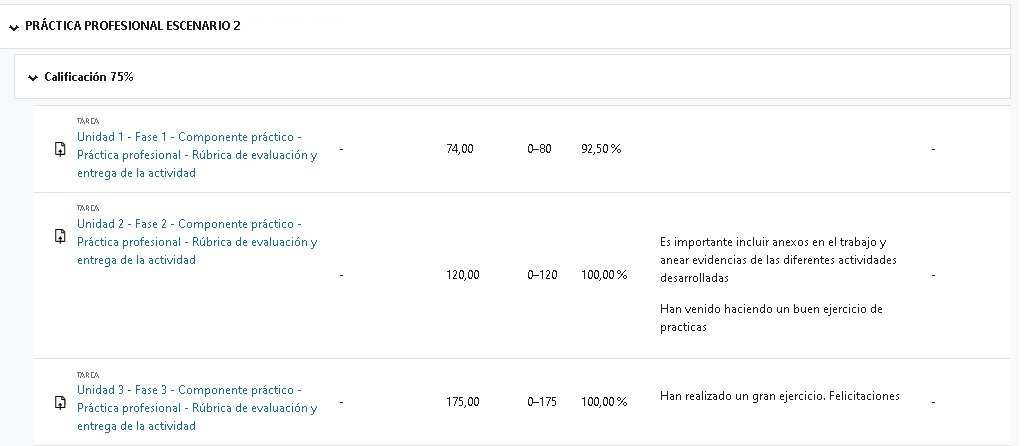 PRÁCTICA PROFESIONAL ESCENARIO 2
Calificación 75%
TAREA
Unidad 1 - Fase 1 - Componente práctico -
Práctica profesional - Rúbrica de evaluación y
entrega de la actividad
-
74,00
0–80
92,50 %
-
TAREA
Unidad 2 - Fase 2 - Componente práctico -
Práctica profesional - Rúbrica de evaluación y
entrega de la actividad
-
120,00
0–120
100,00 %
Es importante incluir anexos en el trabajo y
anear evidencias de las diferentes actividades
desarrolladas
Han venido haciendo un buen ejercicio de
practicas
-
TAREA
Unidad 3 - Fase 3 - Componente práctico -
Práctica profesional - Rúbrica de evaluación y
entrega de la actividad
-
175,00
0–175
100,00 %
Han realizado un gran ejercicio. Felicitaciones
-